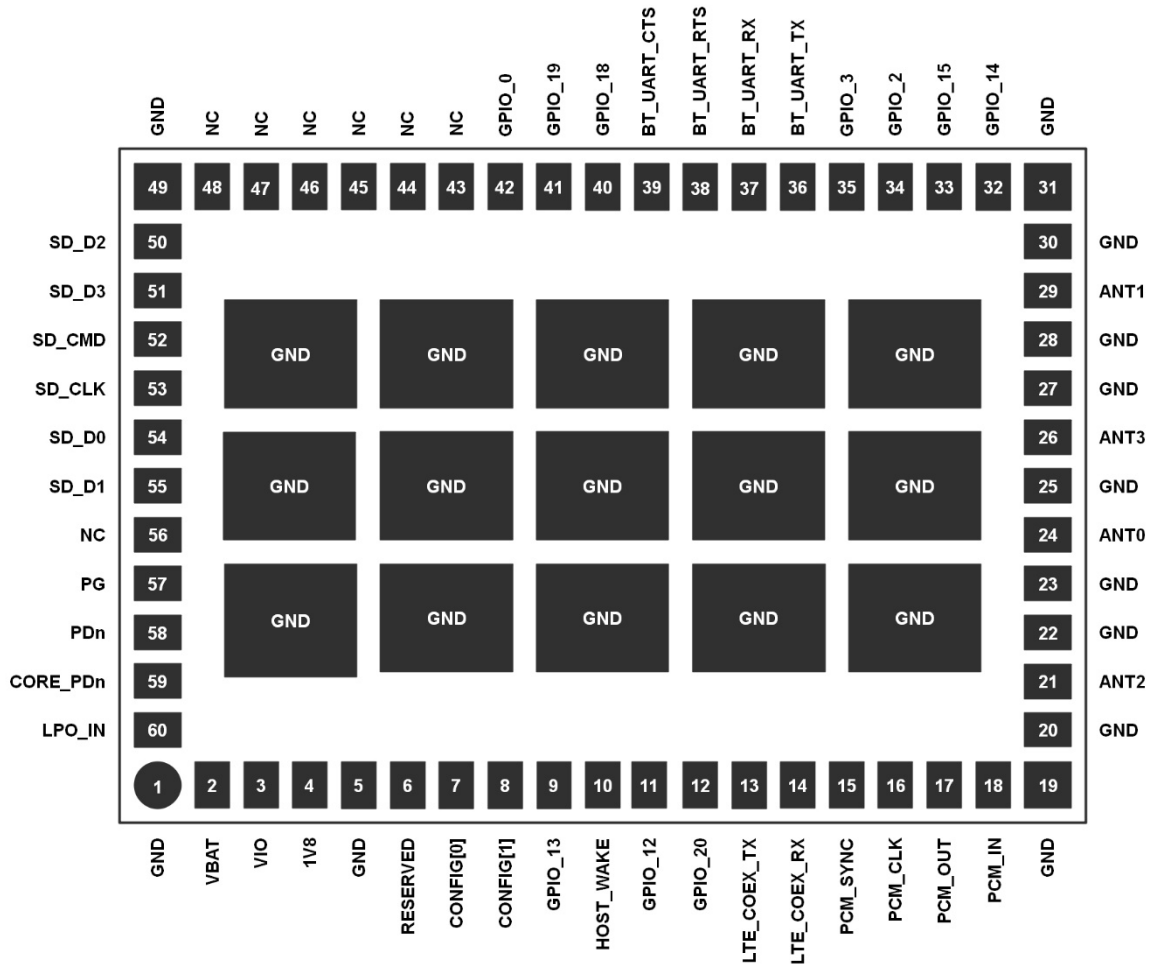 GND NC NC NC NC NC NC GPIO_0 GPIO_19 GPIO_18 BT_UART_CTS BT_UART_RTS BT_UART_RX BT_UART_TX GPIO_3 GPIO_2 GPIO_15 GPIO_14 GND
49 48 47 46 45 44 43 42 41 40 39 38 37 36 35 34 33 32 31
SD_D2 50 30 GND
SD_D3 51 29 ANT1
SD_CMD 52 28 GND
GND GND GND GND GND
SD_CLK 53 27 GND
SD_D0 54 26 ANT3
SD_D1 55 GND GND GND GND GND 25 GND
NC 56 24 ANT0
PG 57 23 GND
GND GND GND GND GND
PDn 58 22 GND
CORE_PDn 59 21 ANT2
LPO_IN 60 20 GND
1 2 3 4 5 6 7 8 9 10 11 12 13 14 15 16 17 18 19
GND VBAT VIO 1V8 GND RESERVED CONFIG[0] CONFIG[1] GPIO_13 HOST_WAKE GPIO_12 GPIO_20 LTE_COEX_TX LTE_COEX_RX PCM_SYNC PCM_CLK PCM_OUT PCM_IN GND